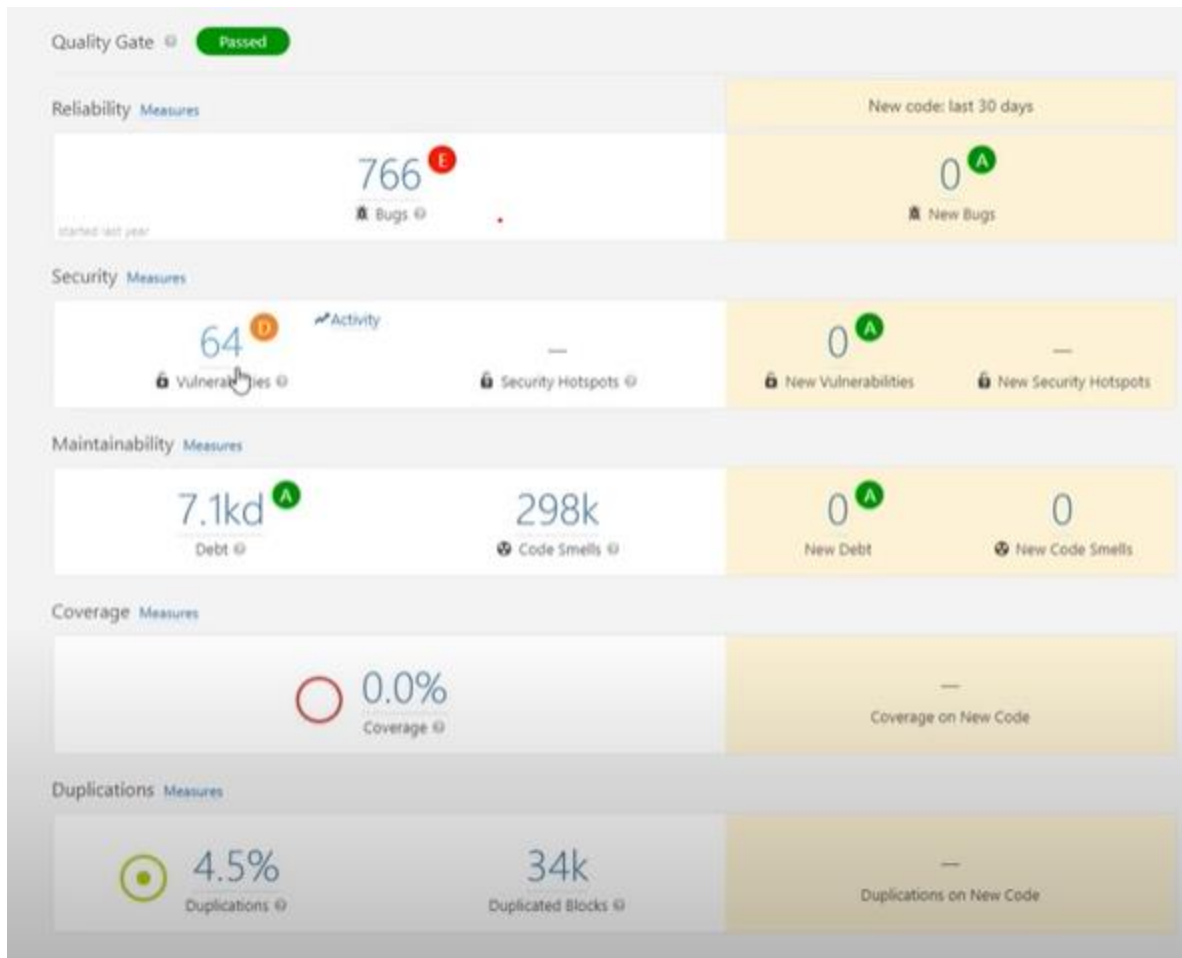 Quality Gate Passed
Reliability Measures
New code: last 30 days
766 E
Bugs
started last year
0 A
New Bugs
Security Measures
64 D
Activity
Vulnerabilities
—
Security Hotspots
0 A
New Vulnerabilities
—
New Security Hotspots
Maintainability Measures
7.1kd A
Debt
298k
Code Smells
0 A
New Debt
0
New Code Smells
Coverage Measures
0.0%
Coverage
—
Coverage on New Code
Duplications Measures
4.5%
Duplications
34k
Duplicated Blocks
—
Duplications on New Code